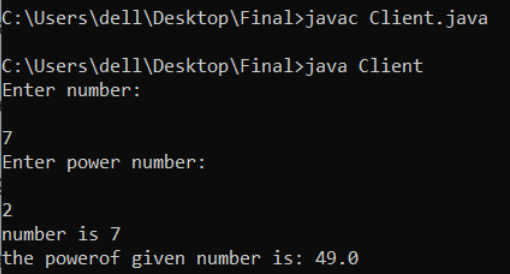 C:\Users\dell\Desktop\Final>javac Client.java
C:\Users\dell\Desktop\Final>java Client
Enter number:
7
Enter power number:
2
number is 7
the powerof given number is: 49.0